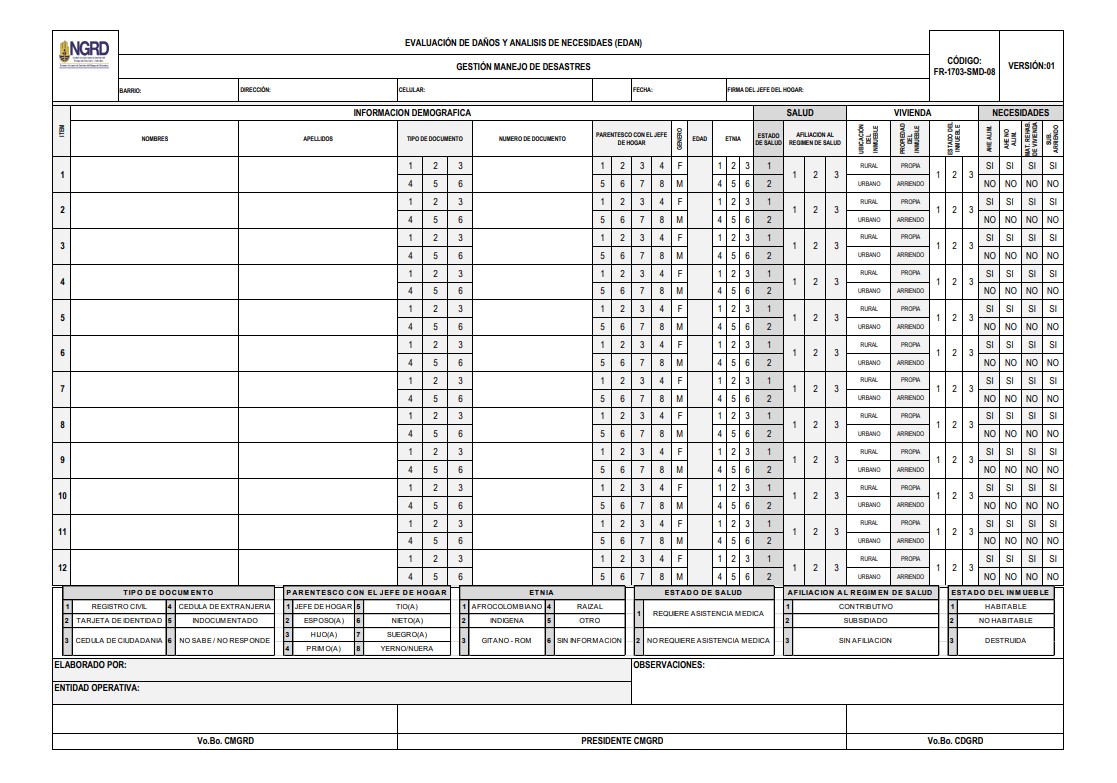 NGRD
EVALUACIÓN DE DAÑOS Y ANALISIS DE NECESIDAES (EDAN)
GESTIÓN MANEJO DE DESASTRES
CÓDIGO:
FR-1703-SMD-08
VERSIÓN:01
BARRIO: DIRECCIÓN: CELULAR: FECHA: FIRMA DEL JEFE DEL HOGAR:
ITEM INFORMACION DEMOGRAFICA SALUD VIVIENDA NECESIDADES
NOMBRES APELLIDOS TIPO DE DOCUMENTO NUMERO DE DOCUMENTO PARENTESCO CON EL JEFE DE HOGAR GENERO EDAD ETNIA ESTADO DE SALUD AFILIACION AL REGIMEN DE SALUD UBICACIÓN DEL INMUEBLE PROPIEDAD DEL INMUEBLE ESTADO DEL INMUEBLE AHE ALIM. AHE NO ALIM. MAT. REHAB. DE VIVIENDA SUB. ARRIENDO
1 1 2 3 1 2 3 4 F 1 2 3 1 1 2 3 RURAL PROPIA 1 2 3 SI SI SI SI
4 5 6 5 6 7 8 M 4 5 6 2 URBANO ARRIENDO NO NO NO NO
2 1 2 3 1 2 3 4 F 1 2 3 1 1 2 3 RURAL PROPIA 1 2 3 SI SI SI SI
4 5 6 5 6 7 8 M 4 5 6 2 URBANO ARRIENDO NO NO NO NO
3 1 2 3 1 2 3 4 F 1 2 3 1 1 2 3 RURAL PROPIA 1 2 3 SI SI SI SI
4 5 6 5 6 7 8 M 4 5 6 2 URBANO ARRIENDO NO NO NO NO
4 1 2 3 1 2 3 4 F 1 2 3 1 1 2 3 RURAL PROPIA 1 2 3 SI SI SI SI
4 5 6 5 6 7 8 M 4 5 6 2 URBANO ARRIENDO NO NO NO NO
5 1 2 3 1 2 3 4 F 1 2 3 1 1 2 3 RURAL PROPIA 1 2 3 SI SI SI SI
4 5 6 5 6 7 8 M 4 5 6 2 URBANO ARRIENDO NO NO NO NO
6 1 2 3 1 2 3 4 F 1 2 3 1 1 2 3 RURAL PROPIA 1 2 3 SI SI SI SI
4 5 6 5 6 7 8 M 4 5 6 2 URBANO ARRIENDO NO NO NO NO
7 1 2 3 1 2 3 4 F 1 2 3 1 1 2 3 RURAL PROPIA 1 2 3 SI SI SI SI
4 5 6 5 6 7 8 M 4 5 6 2 URBANO ARRIENDO NO NO NO NO
8 1 2 3 1 2 3 4 F 1 2 3 1 1 2 3 RURAL PROPIA 1 2 3 SI SI SI SI
4 5 6 5 6 7 8 M 4 5 6 2 URBANO ARRIENDO NO NO NO NO
9 1 2 3 1 2 3 4 F 1 2 3 1 1 2 3 RURAL PROPIA 1 2 3 SI SI SI SI
4 5 6 5 6 7 8 M 4 5 6 2 URBANO ARRIENDO NO NO NO NO
10 1 2 3 1 2 3 4 F 1 2 3 1 1 2 3 RURAL PROPIA 1 2 3 SI SI SI SI
4 5 6 5 6 7 8 M 4 5 6 2 URBANO ARRIENDO NO NO NO NO
11 1 2 3 1 2 3 4 F 1 2 3 1 1 2 3 RURAL PROPIA 1 2 3 SI SI SI SI
4 5 6 5 6 7 8 M 4 5 6 2 URBANO ARRIENDO NO NO NO NO
12 1 2 3 1 2 3 4 F 1 2 3 1 1 2 3 RURAL PROPIA 1 2 3 SI SI SI SI
4 5 6 5 6 7 8 M 4 5 6 2 URBANO ARRIENDO NO NO NO NO
TIPO DE DOCUMENTO
1 REGISTRO CIVIL 4 CEDULA DE EXTRANJERIA
2 TARJETA DE IDENTIDAD 5 INDOCUMENTADO
3 CEDULA DE CIUDADANIA 6 NO SABE / NO RESPONDE
PARENTESCO CON EL JEFE DE HOGAR
1 JEFE DE HOGAR 5 TIO(A)
2 ESPOSO(A) 6 NIETO(A)
3 HIJO(A) 7 SUEGRO(A)
4 PRIMO(A) 8 YERNO/NUERA
ETNIA
1 AFROCOLOMBIANO 4 RAIZAL
2 INDIGENA 5 OTRO
3 GITANO - ROM 6 SIN INFORMACION
ESTADO DE SALUD
1 REQUIERE ASISTENCIA MEDICA
2 NO REQUIERE ASISTENCIA MEDICA
AFILIACION AL REGIMEN DE SALUD
1 CONTRIBUTIVO
2 SUBSIDIADO
3 SIN AFILIACION
ESTADO DEL INMUEBLE
1 HABITABLE
2 NO HABITABLE
3 DESTRUIDA
ELABORADO POR:
OBSERVACIONES:
ENTIDAD OPERATIVA:
Vo.Bo. CMGRD PRESIDENTE CMGRD Vo.Bo. CDGRD